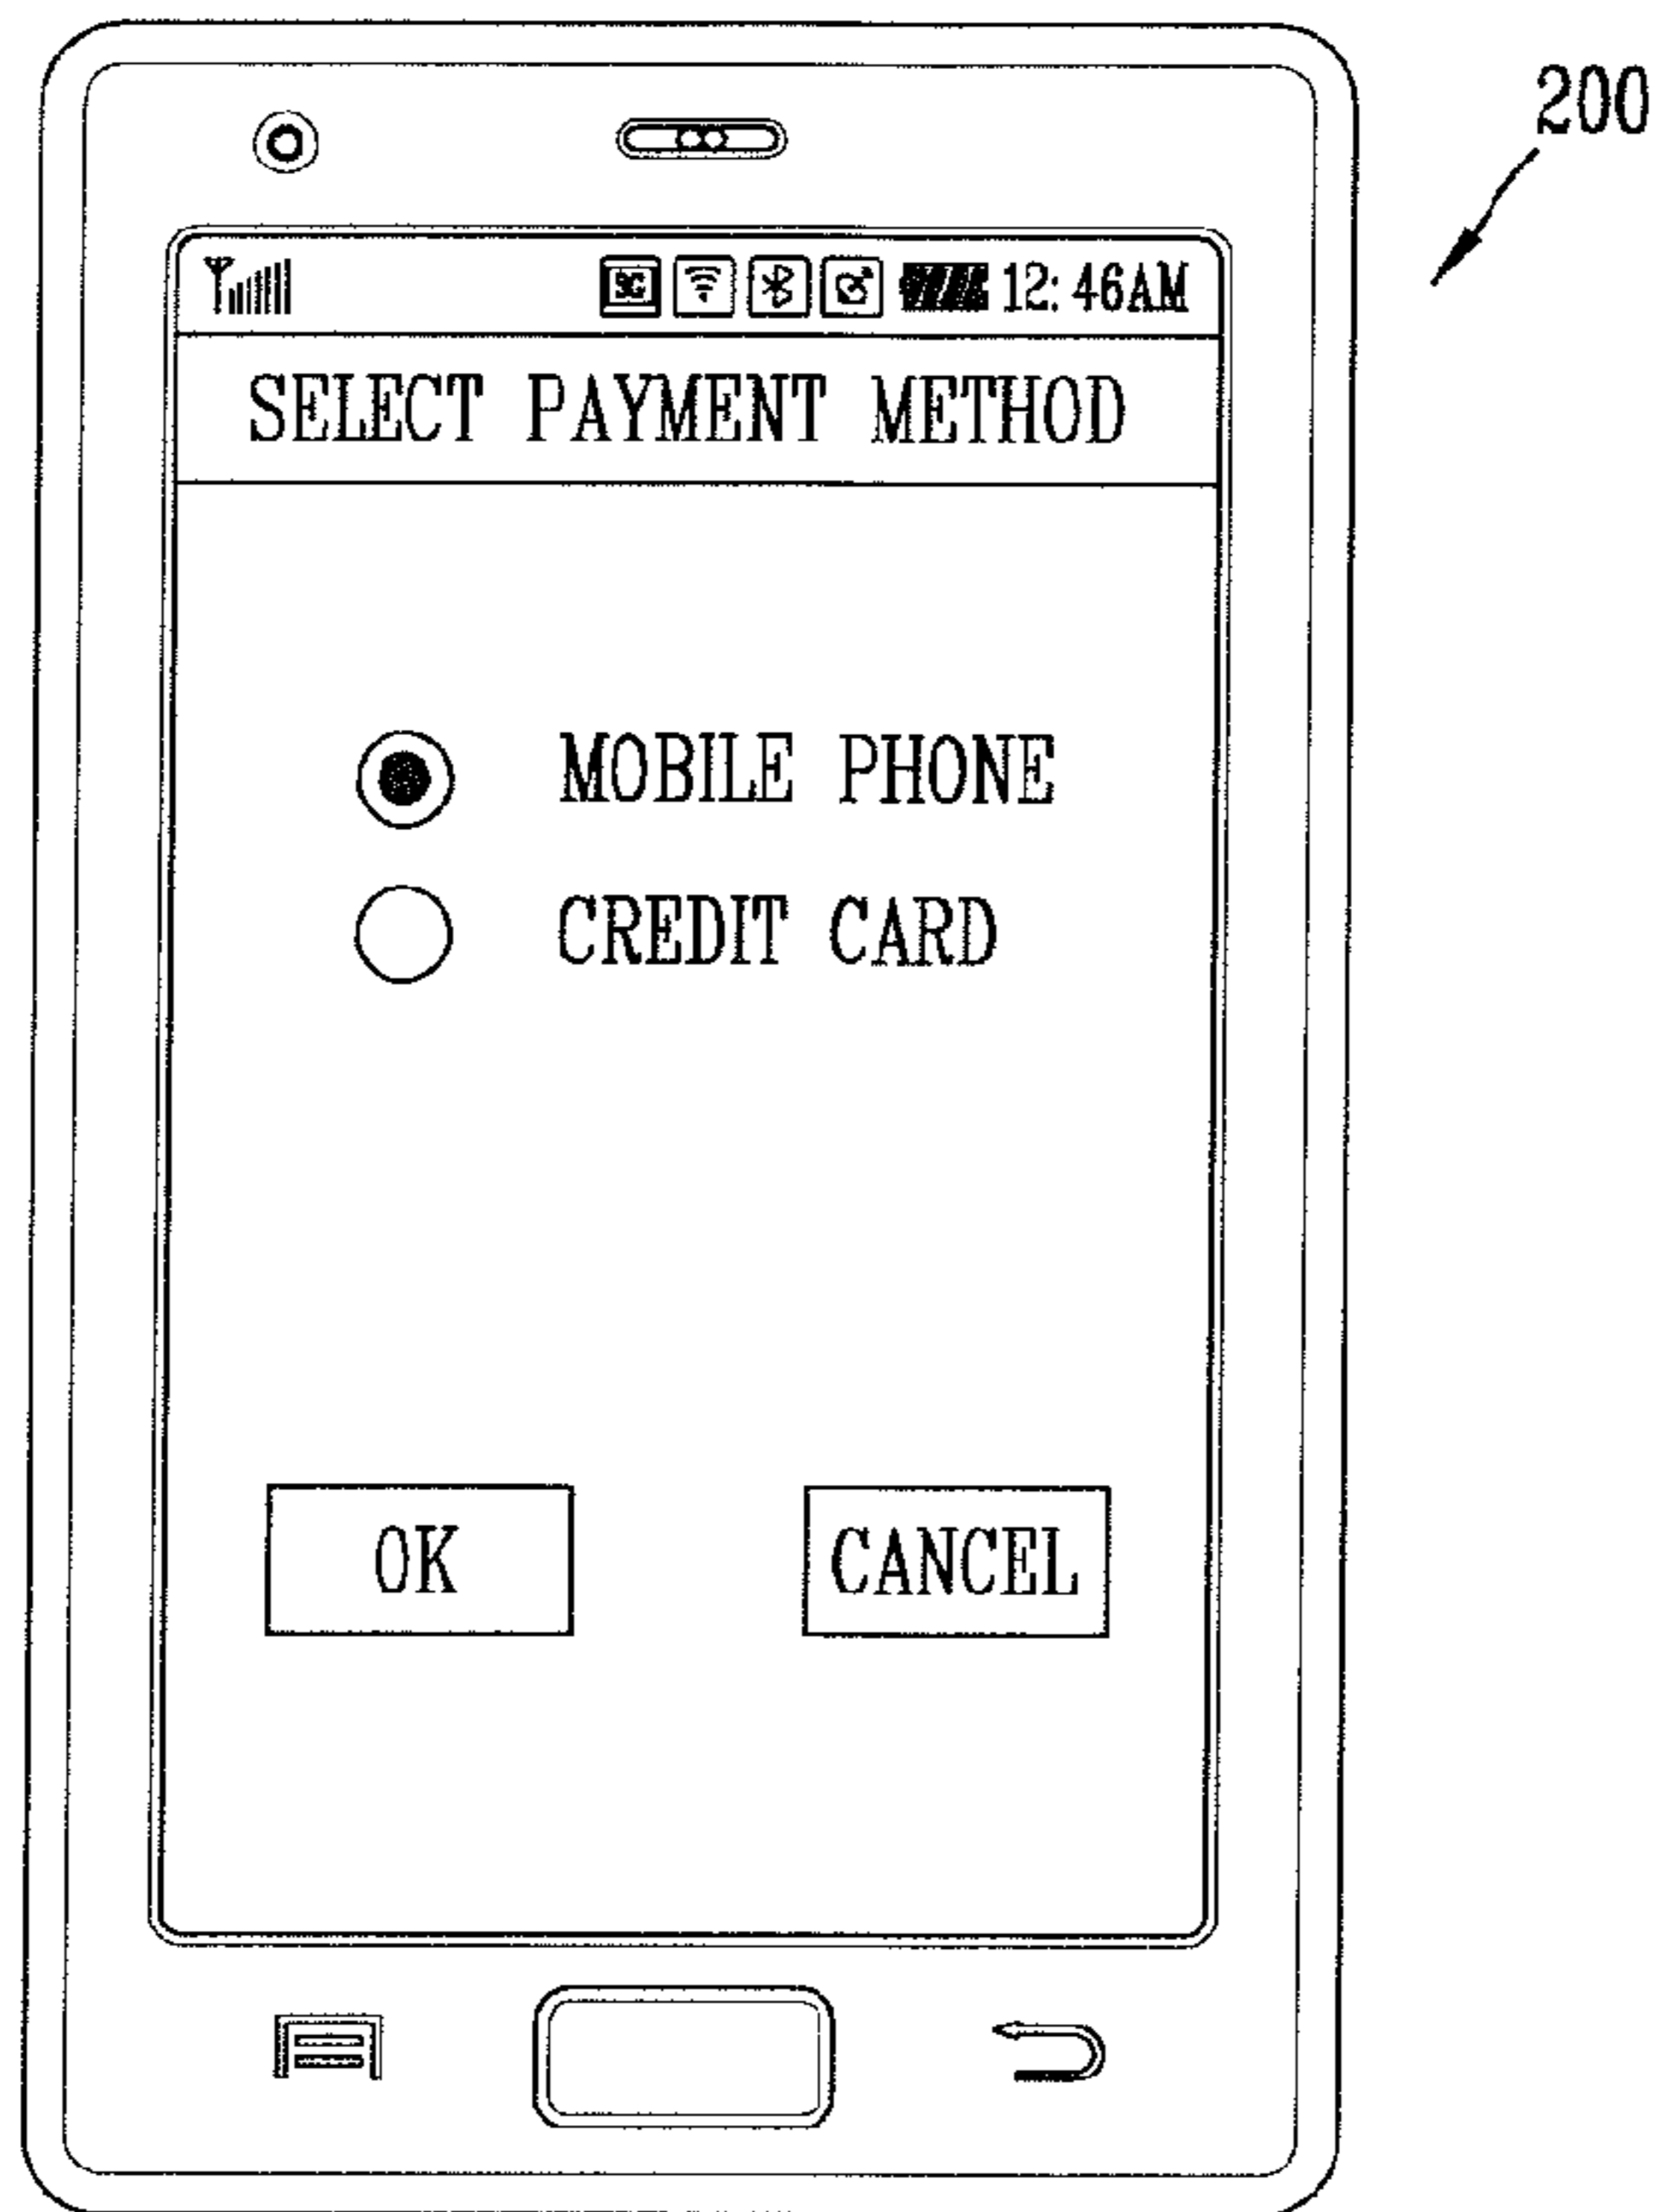 200
12:46AM
SELECT PAYMENT METHOD
MOBILE PHONE
CREDIT CARD
OK
CANCEL